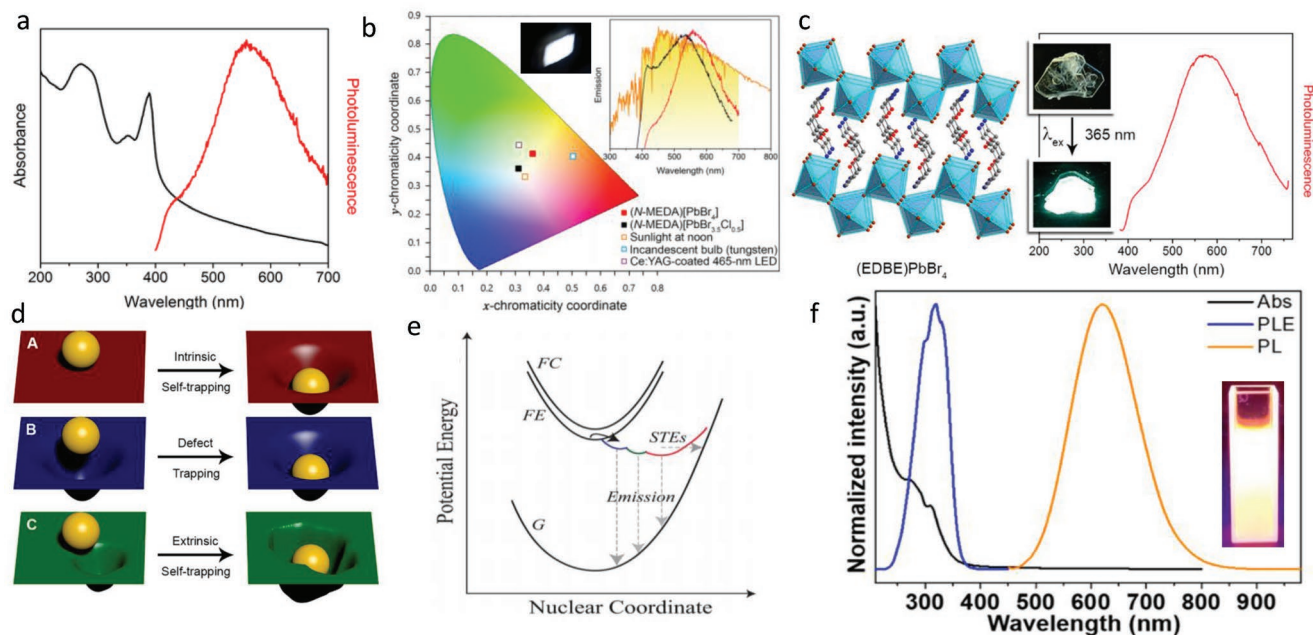 a
Absorbance
Photoluminescence
200 300 400 500 600 700
Wavelength (nm)
b
0.9
0.8
0.7
0.6
0.5
0.4
0.3
0.2
0.1
0.0
y-chromaticity coordinate
0.0 0.1 0.2 0.3 0.4 0.5 0.6 0.7 0.8
x-chromaticity coordinate
Emission
300 400 500 600 700 800
Wavelength (nm)
(N-MEDA)[PbBr4]
(N-MEDA)[PbBr3.5Cl0.5]
Sunlight at noon
Incandescent bulb (tungsten)
Ce:YAG-coated 465-nm LED
c
(EDBE)PbBr4
λex 365 nm
Photoluminescence
200 300 400 500 600 700
Wavelength (nm)
d
A
Intrinsic
Self-trapping
B
Defect
Trapping
C
Extrinsic
Self-trapping
e
Potential Energy
FC
FE
STEs
Emission
G
Nuclear Coordinate
f
Normalized intensity (a.u.)
Abs
PLE
PL
300 400 500 600 700 800 900
Wavelength (nm)